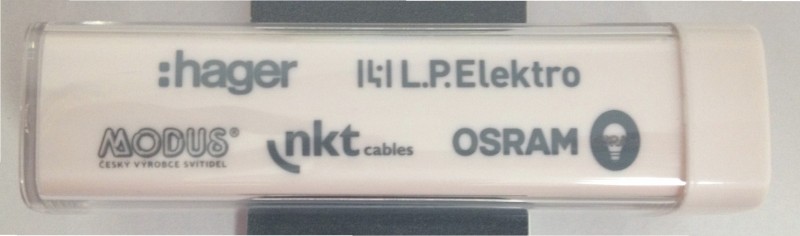 :hager
L.P.Elektro
MODUS®
ČESKÝ VÝROBCE SVÍTIDEL
nkt cables
OSRAM